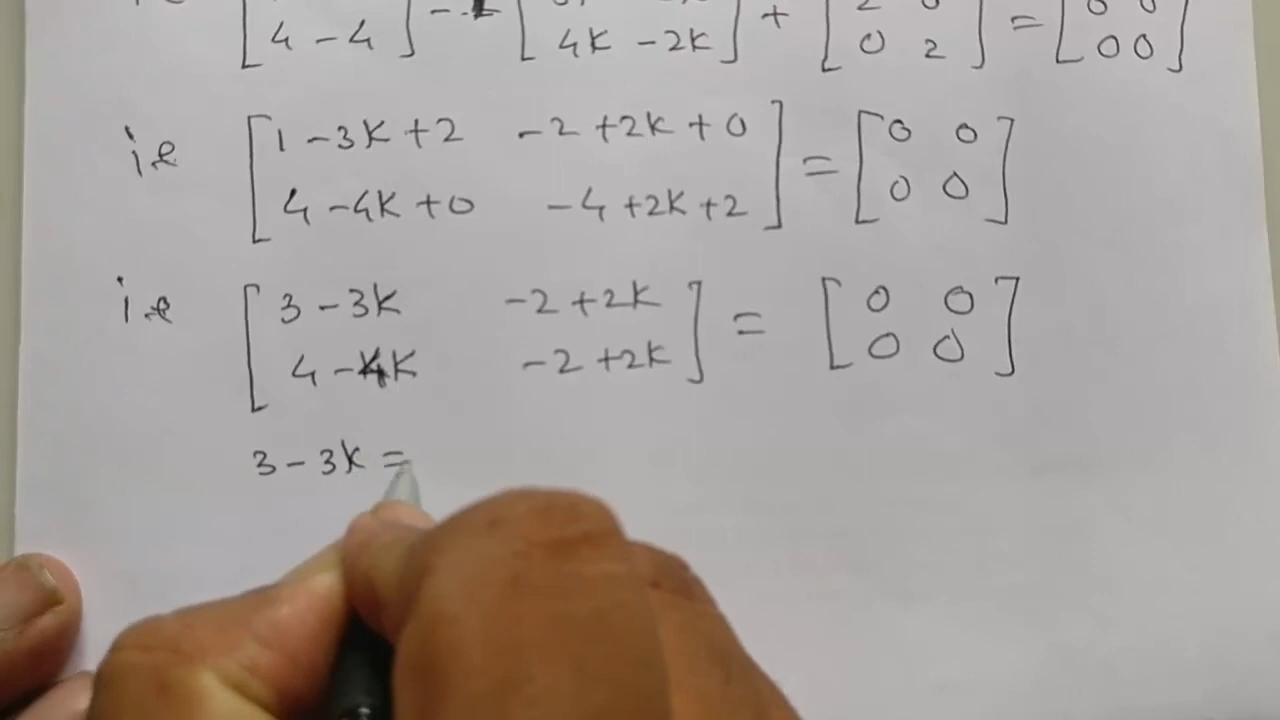 4 - 4 ] - [ 4K - 2K ] + [ 0 2 ] = [ 0 0 ]
ie [ 1 - 3K + 2 -2 + 2K + 0 ] = [ 0 0 ]
4 - 4K + 0 -4 + 2K + 2 0 0
ie [ 3 - 3K -2 + 2K ] = [ 0 0 ]
4 - 4K -2 + 2K 0 0
3 - 3K =